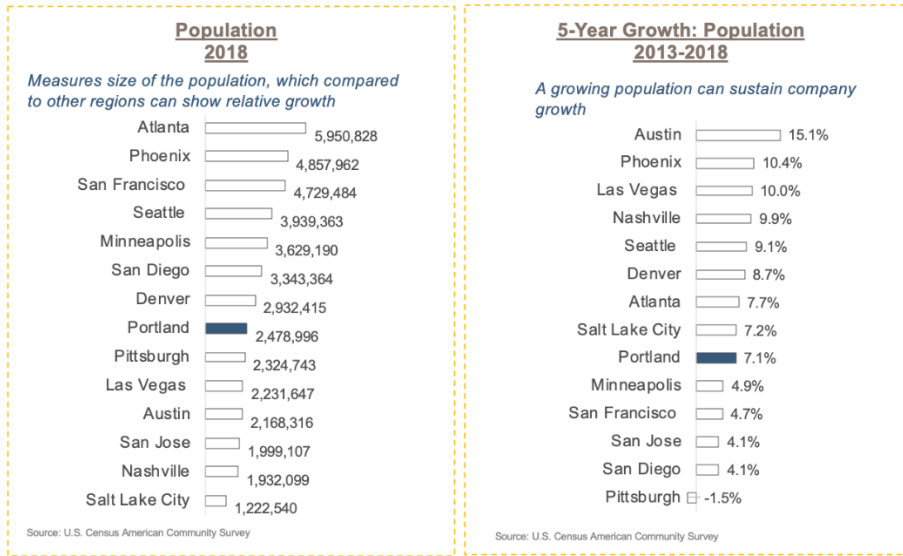 Population
2018
Measures size of the population, which compared
to other regions can show relative growth
Atlanta 5,950,828
Phoenix 4,857,962
San Francisco 4,729,484
Seattle 3,939,363
Minneapolis 3,629,190
San Diego 3,343,364
Denver 2,932,415
Portland 2,478,996
Pittsburgh 2,324,743
Las Vegas 2,231,647
Austin 2,168,316
San Jose 1,999,107
Nashville 1,932,099
Salt Lake City 1,222,540
Source: U.S. Census American Community Survey
5-Year Growth: Population
2013-2018
A growing population can sustain company
growth
Austin 15.1%
Phoenix 10.4%
Las Vegas 10.0%
Nashville 9.9%
Seattle 9.1%
Denver 8.7%
Atlanta 7.7%
Salt Lake City 7.2%
Portland 7.1%
Minneapolis 4.9%
San Francisco 4.7%
San Jose 4.1%
San Diego 4.1%
Pittsburgh -1.5%
Source: U.S. Census American Community Survey